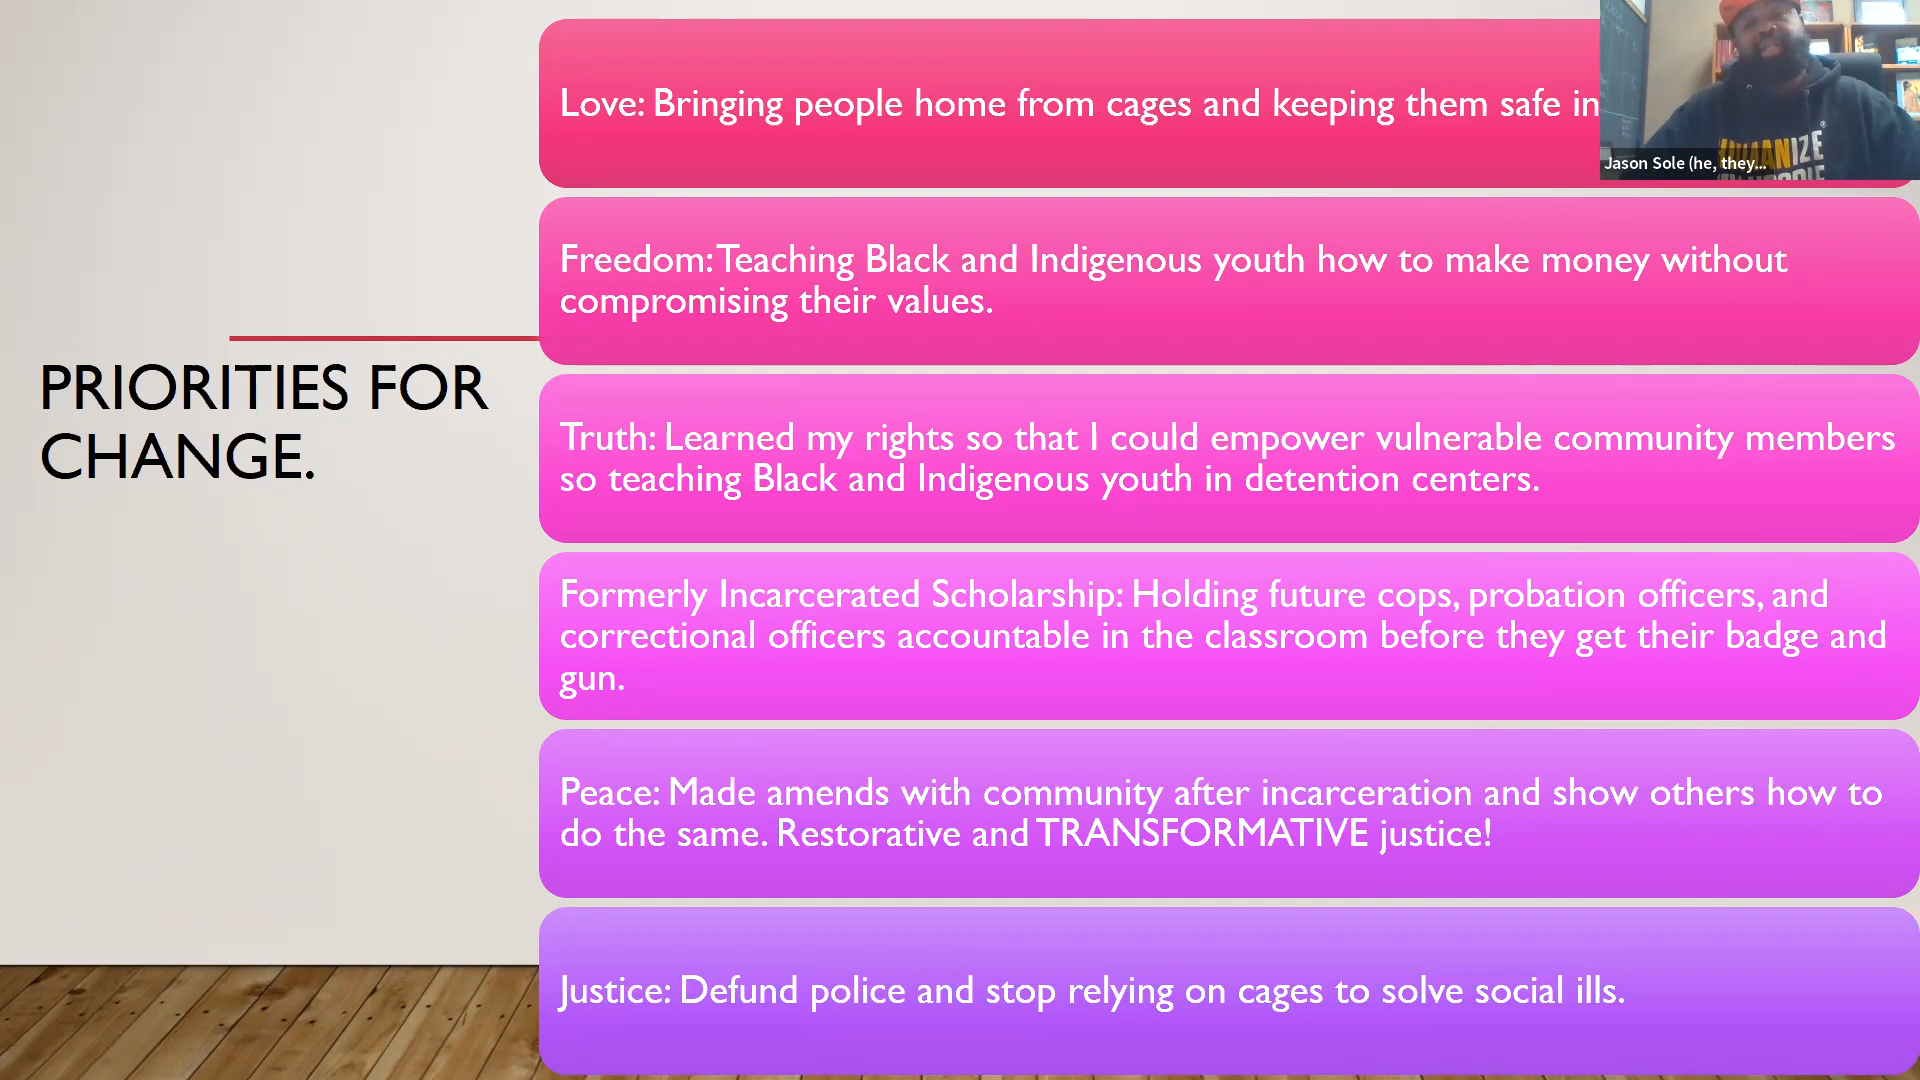 PRIORITIES FOR
CHANGE.
Love: Bringing people home from cages and keeping them safe in
Freedom: Teaching Black and Indigenous youth how to make money without
compromising their values.
Truth: Learned my rights so that I could empower vulnerable community members
so teaching Black and Indigenous youth in detention centers.
Formerly Incarcerated Scholarship: Holding future cops, probation officers, and
correctional officers accountable in the classroom before they get their badge and
gun.
Peace: Made amends with community after incarceration and show others how to
do the same. Restorative and TRANSFORMATIVE justice!
Justice: Defund police and stop relying on cages to solve social ills.
HUMANIZE
Jason Sole (he, they...